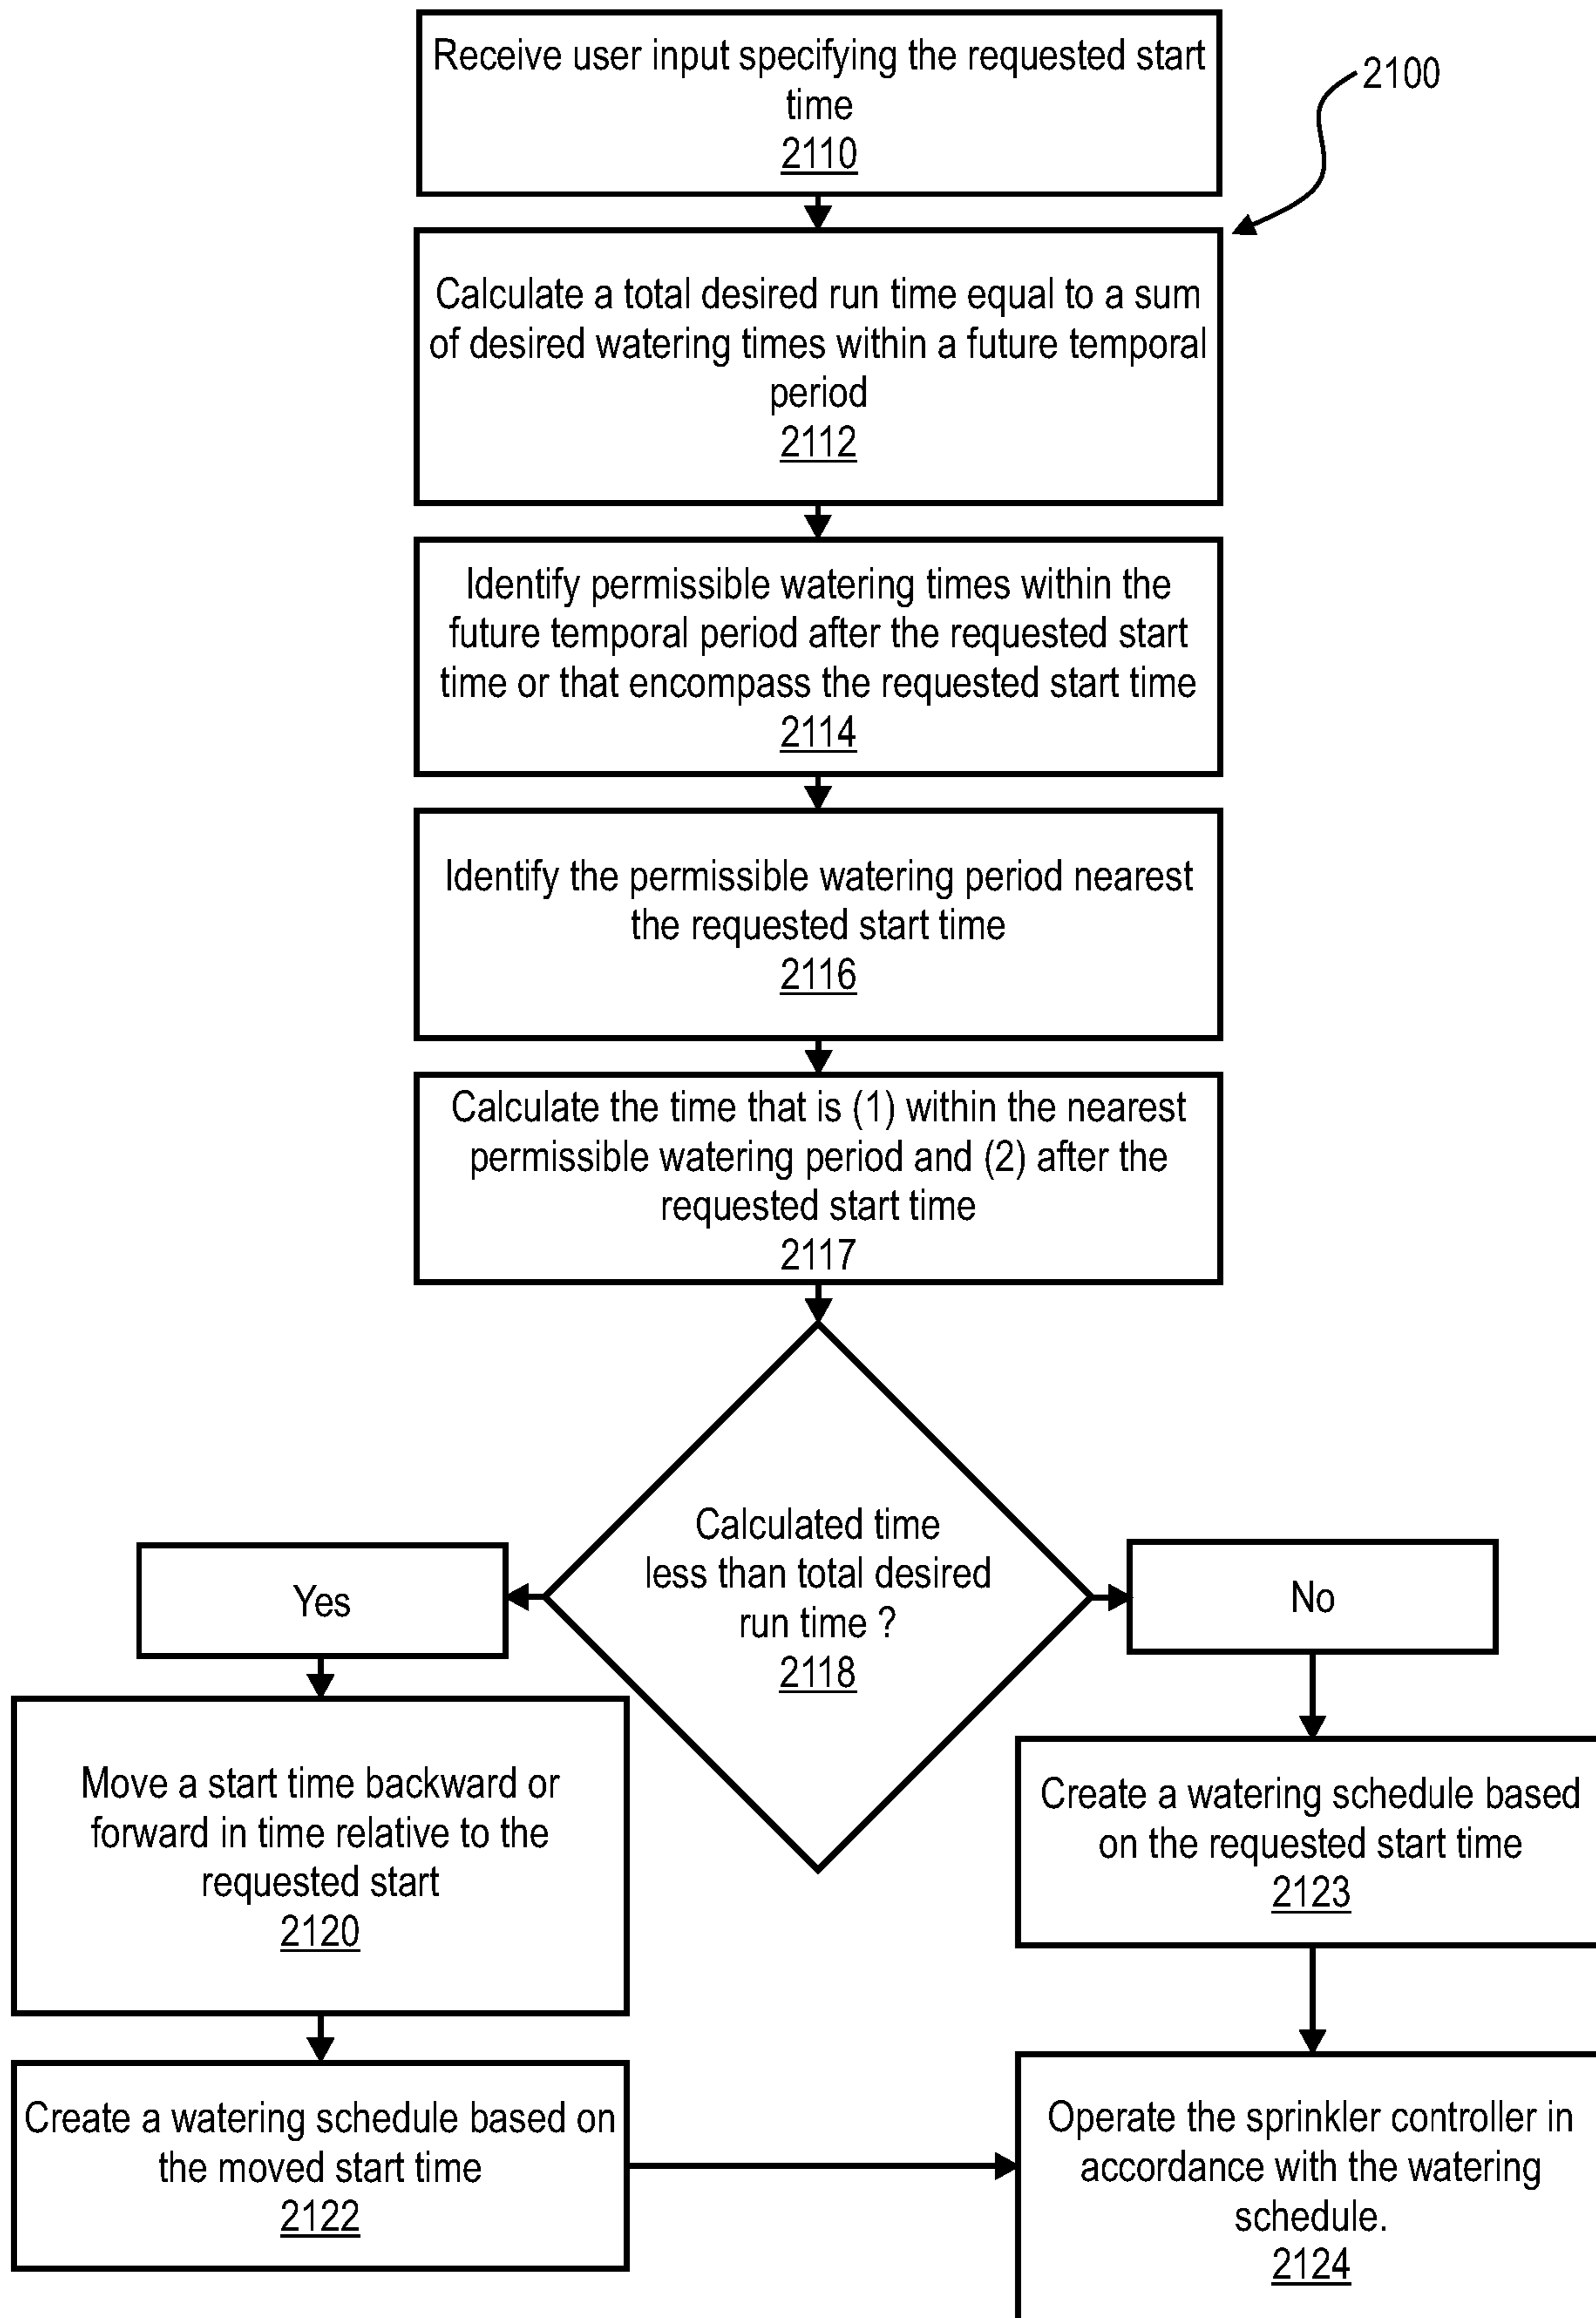 Receive user input specifying the requested start
time
2110
2100
Calculate a total desired run time equal to a sum
of desired watering times within a future temporal
period
2112
Identify permissible watering times within the
future temporal period after the requested start
time or that encompass the requested start time
2114
Identify the permissible watering period nearest
the requested start time
2116
Calculate the time that is (1) within the nearest
permissible watering period and (2) after the
requested start time
2117
Calculated time
less than total desired
run time ?
2118
Yes
No
Move a start time backward or
forward in time relative to the
requested start
2120
Create a watering schedule based
on the requested start time
2123
Create a watering schedule based on
the moved start time
2122
Operate the sprinkler controller in
accordance with the watering
schedule.
2124